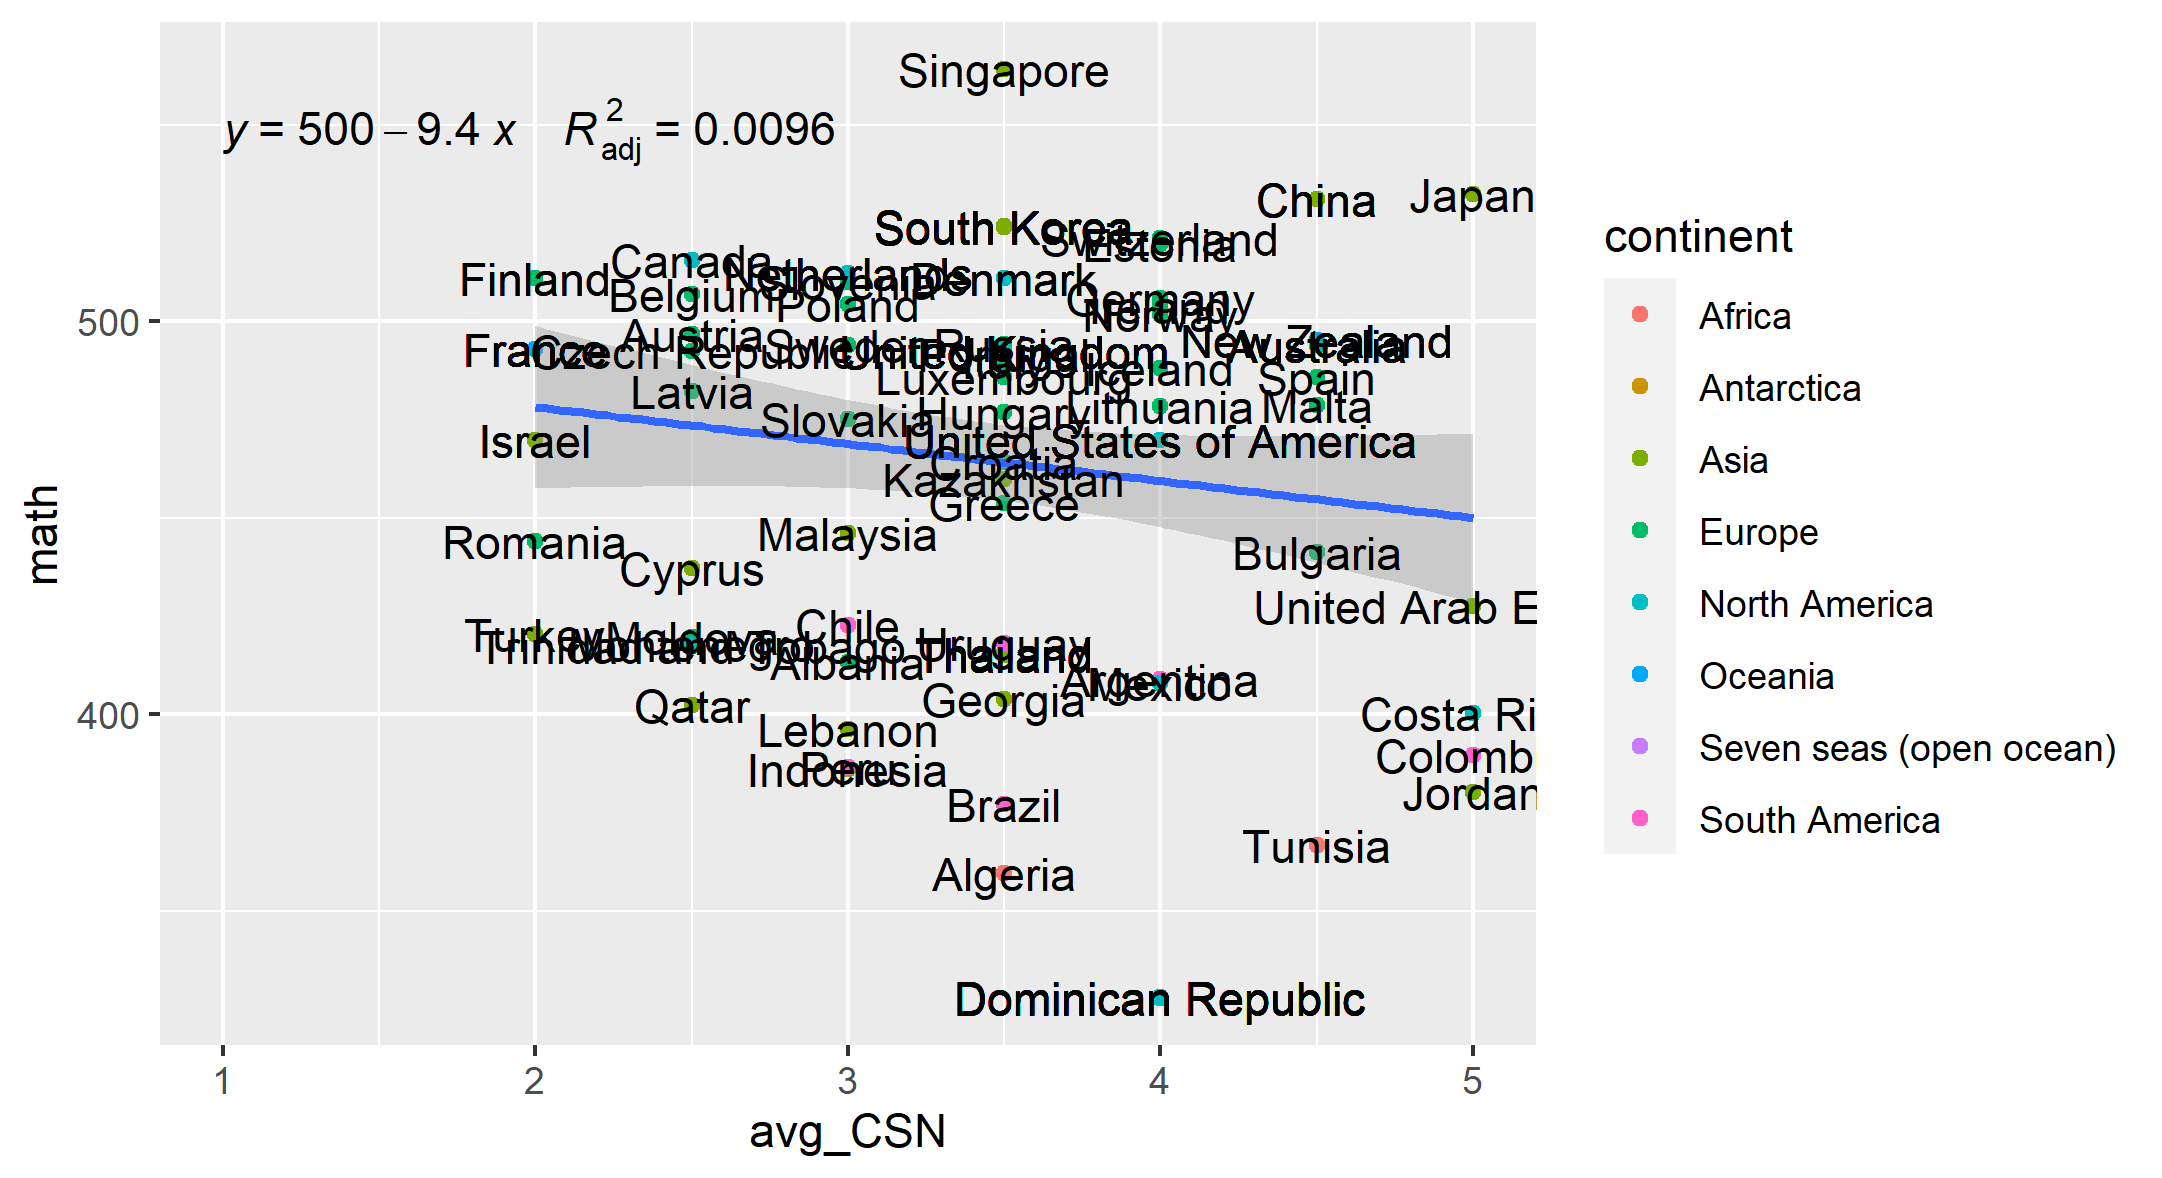 Singapore
y = 500 − 9.4 x   R²adj = 0.0096
China
Japan
South Korea
Switzerland
Estonia
Canada
Netherlands
Slovenia
Denmark
Finland
Belgium
Poland
Germany
Norway
Austria
Sweden
Russia
New Zealand
Australia
France
Czech Republic
United Kingdom
Luxembourg
Iceland
Spain
Latvia
Slovakia
Hungary
Lithuania
Malta
Israel
United States of America
Croatia
Kazakhstan
Greece
Romania
Malaysia
Bulgaria
Cyprus
United Arab E
Chile
Turkey
Moldova
Trinidad and Tobago
Montenegro
Uruguay
Thailand
Albania
Argentina
Mexico
Qatar
Georgia
Lebanon
Costa Ri
Peru
Indonesia
Colomb
Jordan
Brazil
Tunisia
Algeria
Dominican Republic
500
400
math
1 2 3 4 5
avg_CSN
continent
Africa
Antarctica
Asia
Europe
North America
Oceania
Seven seas (open ocean)
South America